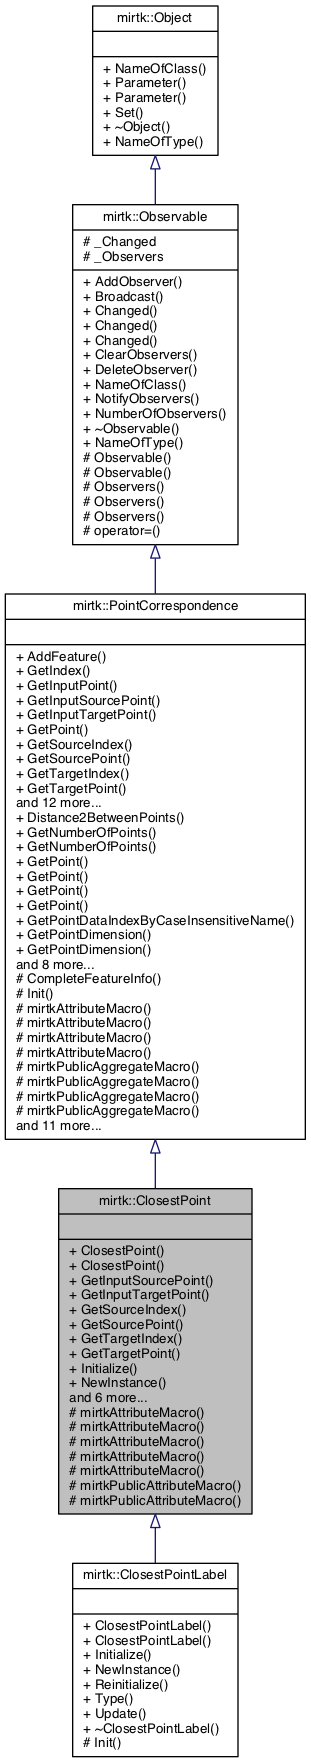 mirtk::Object
+ NameOfClass()
+ Parameter()
+ Parameter()
+ Set()
+ ~Object()
+ NameOfType()
mirtk::Observable
# _Changed
# _Observers
+ AddObserver()
+ Broadcast()
+ Changed()
+ Changed()
+ Changed()
+ ClearObservers()
+ DeleteObserver()
+ NameOfClass()
+ NotifyObservers()
+ NumberOfObservers()
+ ~Observable()
+ NameOfType()
# Observable()
# Observable()
# Observers()
# Observers()
# Observers()
# operator=()
mirtk::PointCorrespondence
+ AddFeature()
+ GetIndex()
+ GetInputPoint()
+ GetInputSourcePoint()
+ GetInputTargetPoint()
+ GetPoint()
+ GetSourceIndex()
+ GetSourcePoint()
+ GetTargetIndex()
+ GetTargetPoint()
and 12 more...
+ Distance2BetweenPoints()
+ GetNumberOfPoints()
+ GetNumberOfPoints()
+ GetPoint()
+ GetPoint()
+ GetPoint()
+ GetPoint()
+ GetPointDataIndexByCaseInsensitiveName()
+ GetPointDimension()
+ GetPointDimension()
and 8 more...
# CompleteFeatureInfo()
# Init()
# mirtkAttributeMacro()
# mirtkAttributeMacro()
# mirtkAttributeMacro()
# mirtkAttributeMacro()
# mirtkPublicAggregateMacro()
# mirtkPublicAggregateMacro()
# mirtkPublicAggregateMacro()
# mirtkPublicAggregateMacro()
and 11 more...
mirtk::ClosestPoint
+ ClosestPoint()
+ ClosestPoint()
+ GetInputSourcePoint()
+ GetInputTargetPoint()
+ GetSourceIndex()
+ GetSourcePoint()
+ GetTargetIndex()
+ GetTargetPoint()
+ Initialize()
+ NewInstance()
and 6 more...
# mirtkAttributeMacro()
# mirtkAttributeMacro()
# mirtkAttributeMacro()
# mirtkAttributeMacro()
# mirtkAttributeMacro()
# mirtkPublicAttributeMacro()
# mirtkPublicAttributeMacro()
mirtk::ClosestPointLabel
+ ClosestPointLabel()
+ ClosestPointLabel()
+ Initialize()
+ NewInstance()
+ Reinitialize()
+ Type()
+ Update()
+ ~ClosestPointLabel()
# Init()